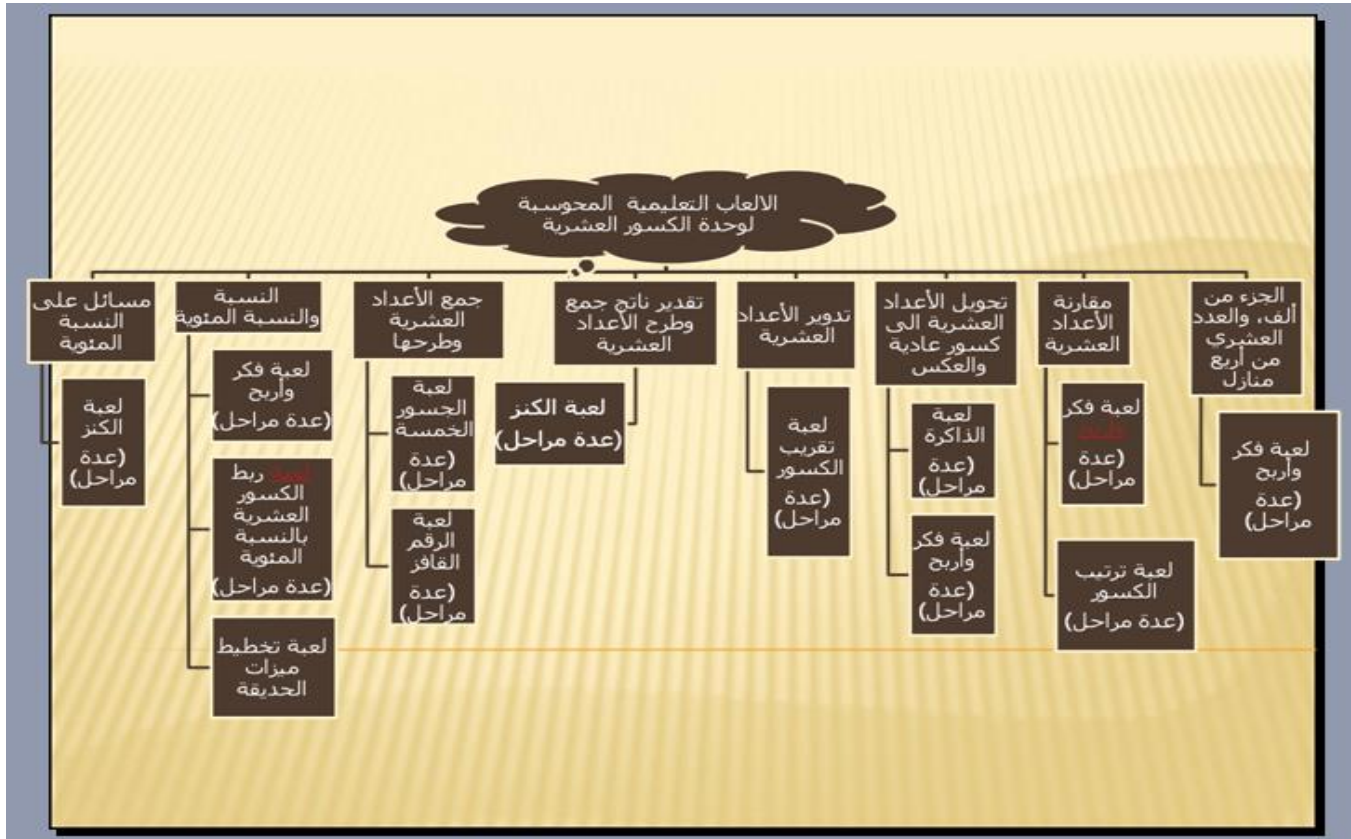 الالعاب التعليمية المحوسبة
لوحدة الكسور العشرية
الجزء من
ألف، والعدد
العشري
من أربع
منازل
لعبة فكر
وأربح
(عدة
مراحل)
مقارنة
الأعداد
العشرية
لعبة فكر
(عدة
مراحل)
لعبة ترتيب
الكسور
(عدة مراحل)
تحويل الأعداد
العشرية الى
كسور عادية
والعكس
لعبة
الذاكرة
(عدة
مراحل)
لعبة فكر
وأربح
(عدة
مراحل)
تدوير الأعداد
العشرية
لعبة
تقريب
الكسور
(عدة
مراحل)
تقدير ناتج جمع
وطرح الأعداد
العشرية
لعبة الكنز
(عدة مراحل)
جمع الأعداد
العشرية
وطرحها
لعبة
الجسور
الخمسة
(عدة
مراحل)
لعبة
الرقم
القافز
(عدة
مراحل)
النسبة
والنسبة المئوية
لعبة فكر
وأربح
(عدة مراحل)
لعبة ربط
الكسور
العشرية
بالنسبة
المئوية
(عدة مراحل)
لعبة تخطيط
ميزات
الحديقة
مسائل على
النسبة
المئوية
لعبة
الكنز
(عدة
مراحل)